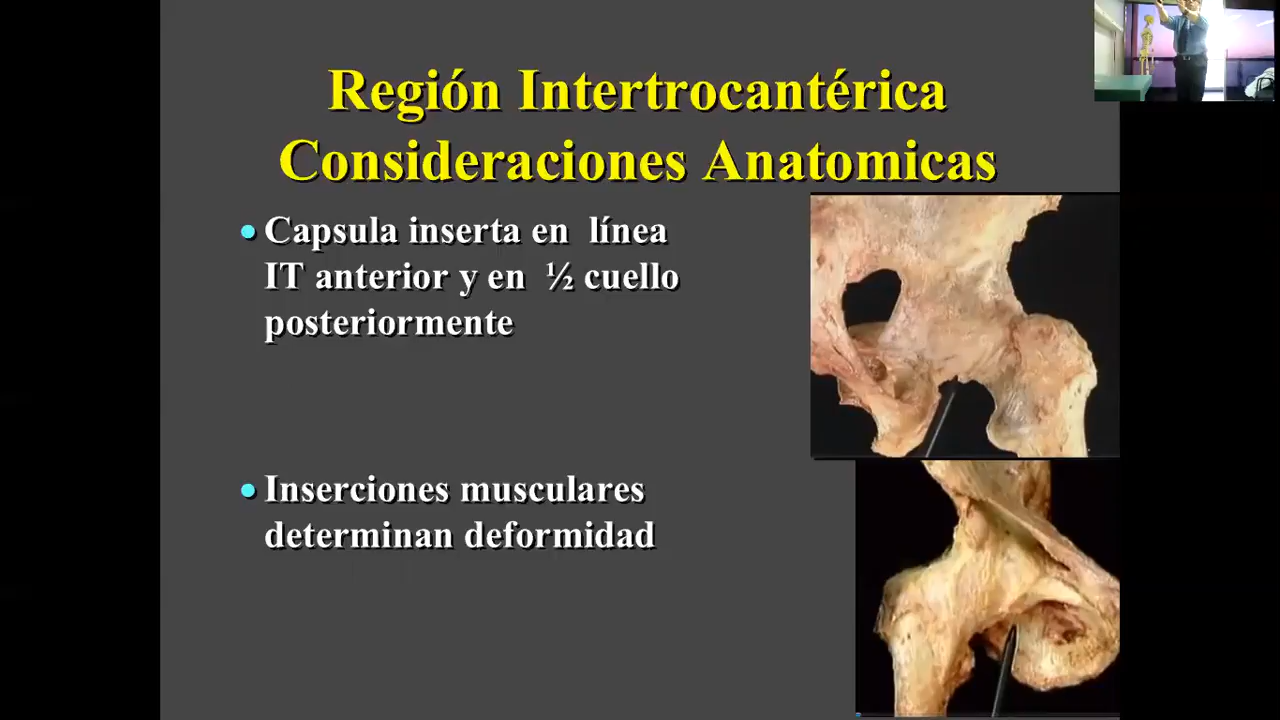 Región Intertrocantérica
Consideraciones Anatomicas
• Capsula inserta en línea
IT anterior y en ½ cuello
posteriormente
• Inserciones musculares
determinan deformidad